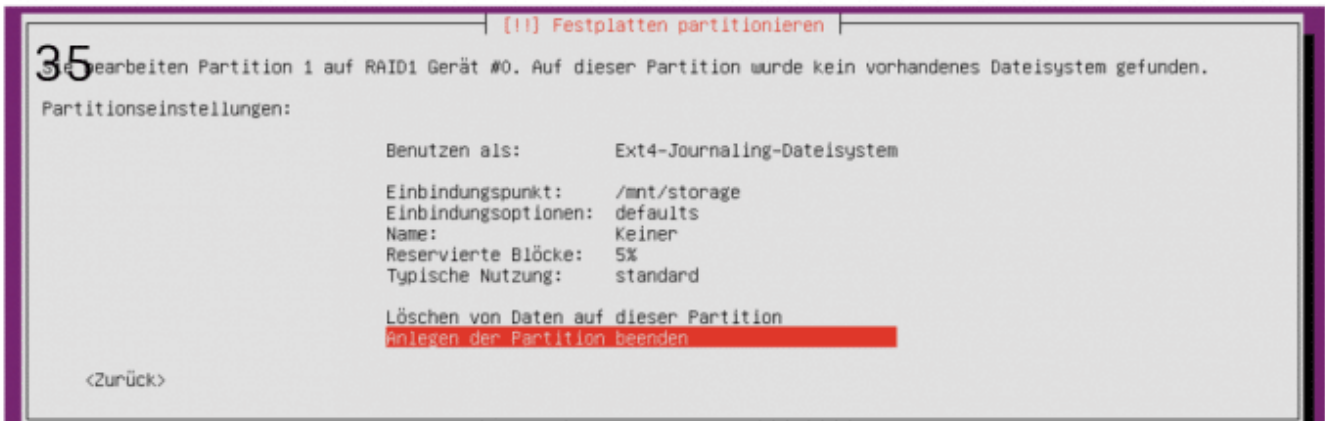 [!!] Festplatten partitionieren
35
Sie bearbeiten Partition 1 auf RAID1 Gerät #0. Auf dieser Partition wurde kein vorhandenes Dateisystem gefunden.
Partitionseinstellungen:
Benutzen als: Ext4-Journaling-Dateisystem
Einbindungspunkt: /mnt/storage
Einbindungsoptionen: defaults
Name: Keiner
Reservierte Blöcke: 5%
Typische Nutzung: standard
Löschen von Daten auf dieser Partition
Anlegen der Partition beenden
<Zurück>